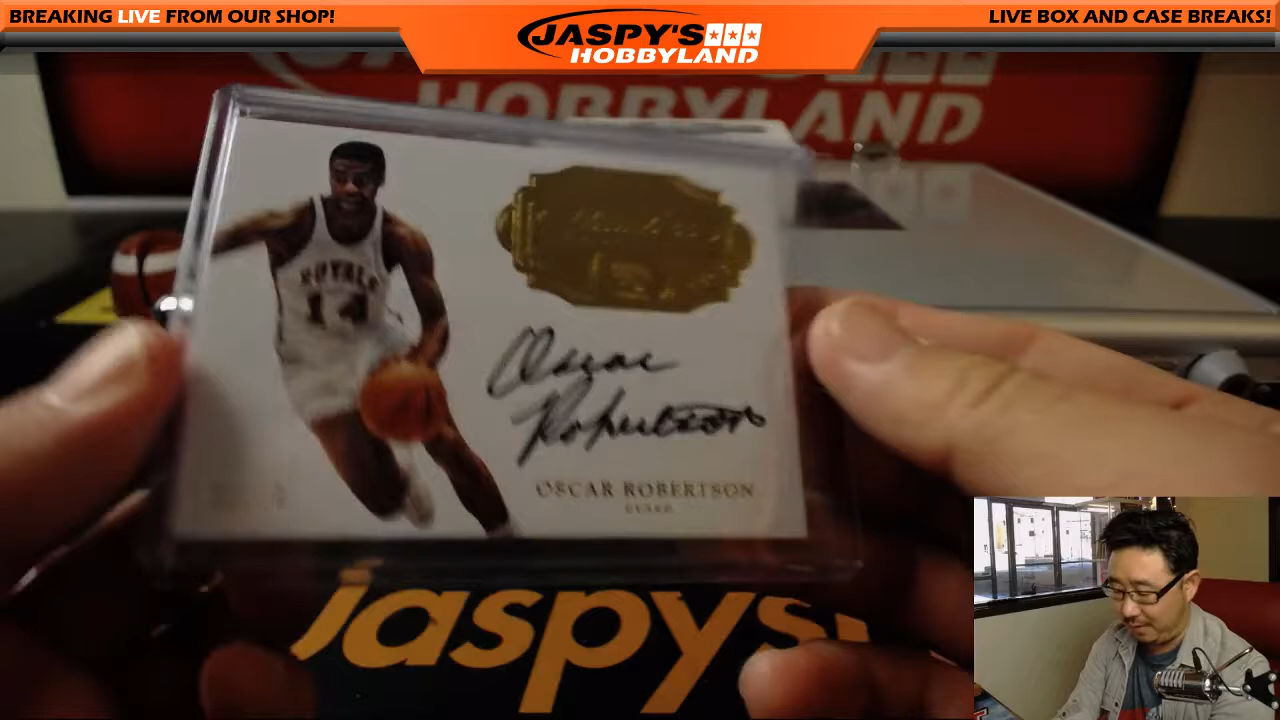 BREAKING LIVE FROM OUR SHOP!
JASPY'S
HOBBYLAND
LIVE BOX AND CASE BREAKS!
HOBBYLAND
ROYALS
14
Oscar
Robertson
OSCAR ROBERTSON
GUARD
jaspys